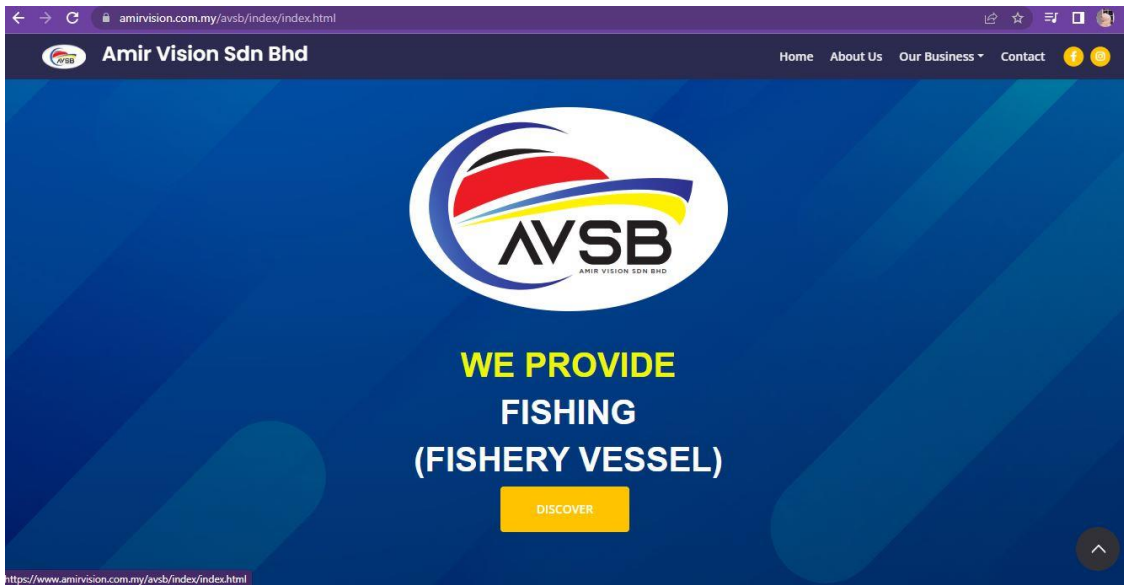 amirvision.com.my/avsb/index/index.html
AVSB
Amir Vision Sdn Bhd
Home About Us Our Business Contact
AVSB
AMIR VISION SDN BHD
WE PROVIDE
FISHING
(FISHERY VESSEL)
DISCOVER
https://www.amirvision.com.my/avsb/index/index.html